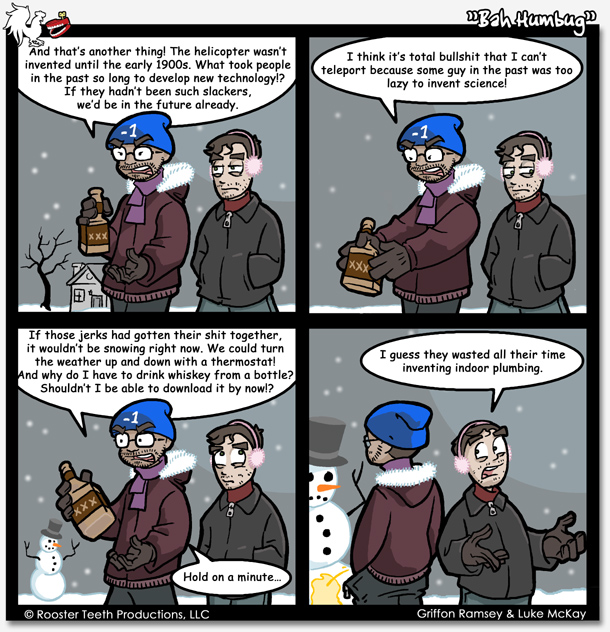 "Bah Humbug"
And that's another thing! The helicopter wasn't
invented until the early 1900s. What took people
in the past so long to develop new technology!?
If they hadn't been such slackers,
we'd be in the future already.
-1
XXX
I think it's total bullshit that I can't
teleport because some guy in the past was too
lazy to invent science!
-1
XXX
If those jerks had gotten their shit together,
it wouldn't be snowing right now. We could turn
the weather up and down with a thermostat!
And why do I have to drink whiskey from a bottle?
Shouldn't I be able to download it by now!?
-1
XXX
Hold on a minute...
I guess they wasted all their time
inventing indoor plumbing.
© Rooster Teeth Productions, LLC
Griffon Ramsey & Luke McKay